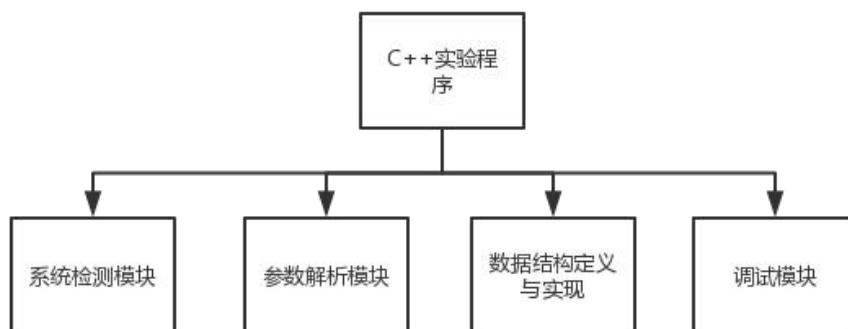 C++实验程
序
系统检测模块
参数解析模块
数据结构定义
与实现
调试模块